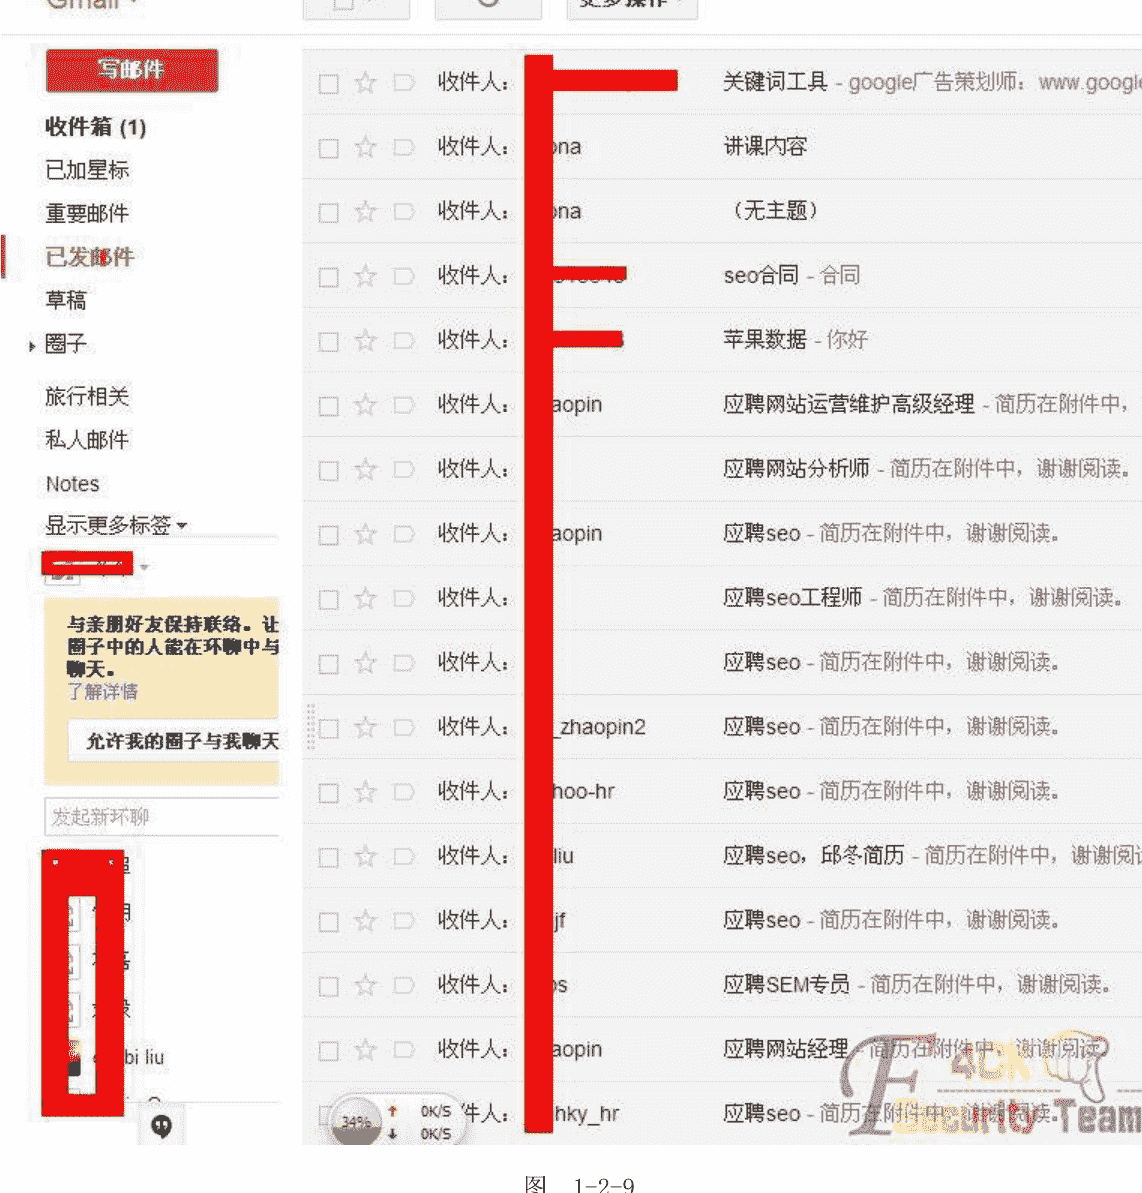 Gmail
更多操作
写邮件
收件箱 (1)
已加星标
重要邮件
已发邮件
草稿
圈子
旅行相关
私人邮件
Notes
显示更多标签
与亲朋好友保持联络。让
圈子中的人能在环聊中与
聊天。
了解详情
允许我的圈子与我聊天
发起新环聊
bi liu
收件人： 关键词工具 - google广告策划师：www.google
收件人： ona 讲课内容
收件人： ona （无主题）
收件人： seo合同 - 合同
收件人： 苹果数据 - 你好
收件人： aopin 应聘网站运营维护高级经理 - 简历在附件中，
收件人： 应聘网站分析师 - 简历在附件中，谢谢阅读。
收件人： aopin 应聘seo - 简历在附件中，谢谢阅读。
收件人： 应聘seo工程师 - 简历在附件中，谢谢阅读。
收件人： 应聘seo - 简历在附件中，谢谢阅读。
收件人： _zhaopin2 应聘seo - 简历在附件中，谢谢阅读。
收件人： hoo-hr 应聘seo - 简历在附件中，谢谢阅读。
收件人： liu 应聘seo，邱冬简历 - 简历在附件中，谢谢阅
收件人： jf 应聘seo - 简历在附件中，谢谢阅读。
收件人： os 应聘SEM专员 - 简历在附件中，谢谢阅读。
收件人： aopin 应聘网站经理 - 简历在附件中，谢谢阅读。
件人： hky_hr 应聘seo - 简历在附件中，谢谢阅读。
34%
0K/S
0K/S
F4CK
Security Team
图 1-2-9